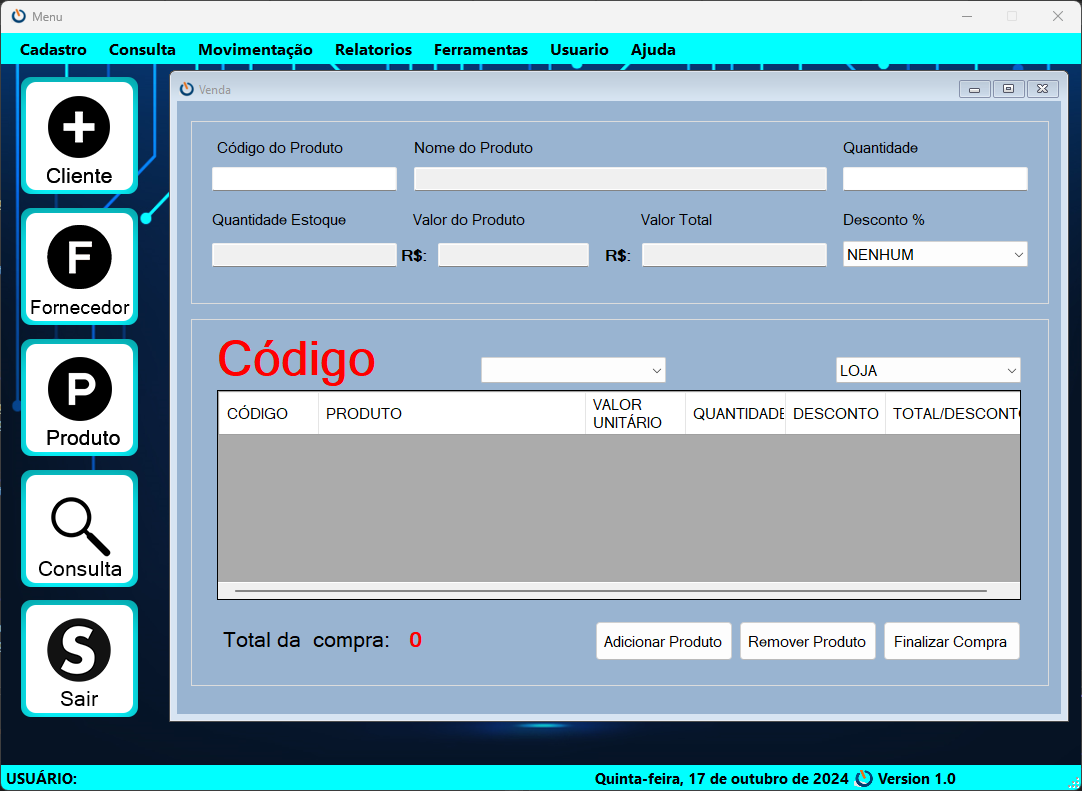 Menu
Cadastro Consulta Movimentação Relatorios Ferramentas Usuario Ajuda
Cliente
Fornecedor
Produto
Consulta
Sair
Venda
Código do Produto Nome do Produto Quantidade
Quantidade Estoque Valor do Produto Valor Total Desconto %
R$: R$: NENHUM
Código
LOJA
CÓDIGO PRODUTO VALOR UNITÁRIO QUANTIDADE DESCONTO TOTAL/DESCONTO
Total da compra: 0
Adicionar Produto Remover Produto Finalizar Compra
USUÁRIO: Quinta-feira, 17 de outubro de 2024 Version 1.0